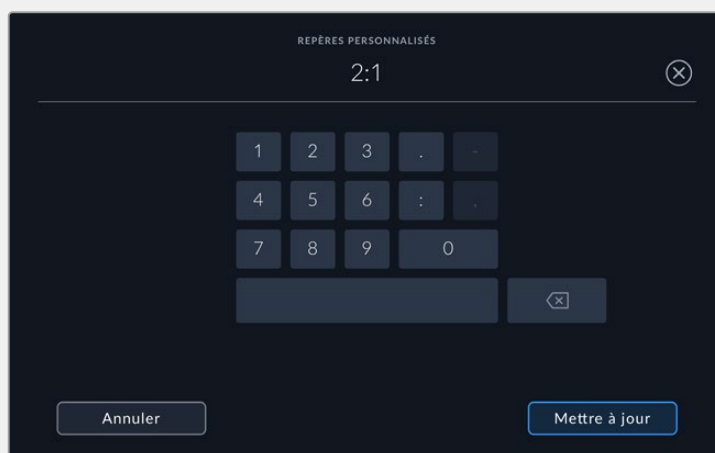 REPÈRES PERSONNALISÉS
2:1
1 2 3 . -
4 5 6 : ,
7 8 9 0
Annuler Mettre à jour